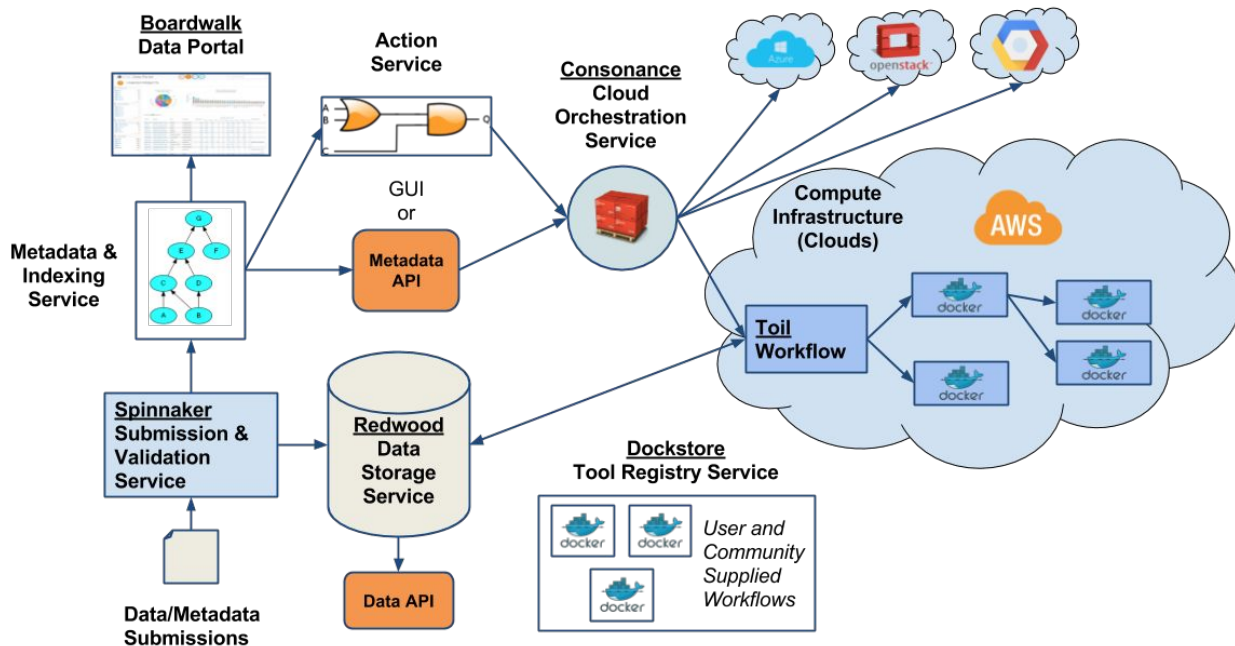 Boardwalk
Data Portal
Action
Service
A
B
C
Q
Consonance
Cloud
Orchestration
Service
Azure
openstack
GUI
or
Metadata
API
Metadata &
Indexing
Service
G
E
F
C
D
A
B
Compute
Infrastructure
(Clouds)
AWS
Toil
Workflow
docker
docker
docker
docker
Spinnaker
Submission &
Validation
Service
Redwood
Data
Storage
Service
Data API
Data/Metadata
Submissions
Dockstore
Tool Registry Service
docker
docker
docker
User and
Community
Supplied
Workflows